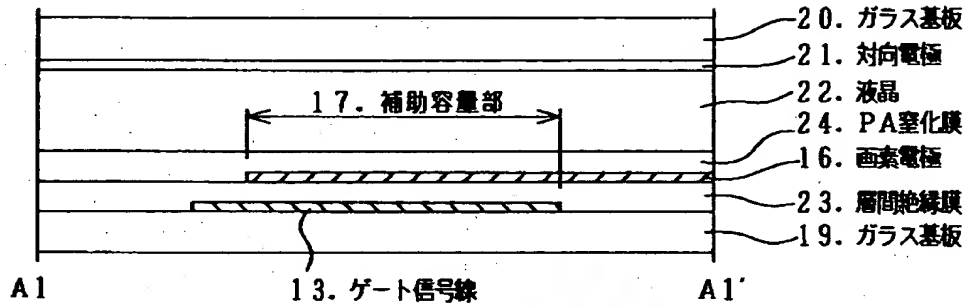 20. ガラス基板
21. 対向電極
17. 補助容量部
22. 液晶
24. PA窒化膜
16. 画素電極
23. 層間絶縁膜
19. ガラス基板
A1
13. ゲート信号線
A1′